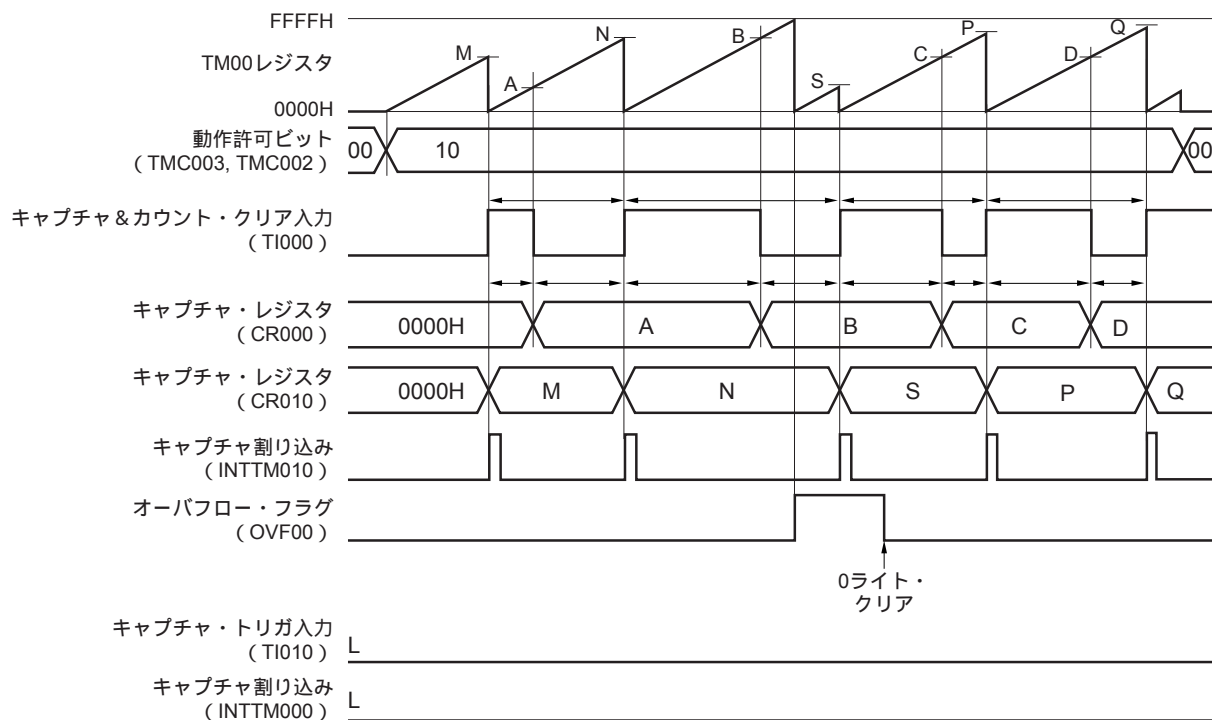 FFFFH
TM00レジスタ
0000H
M
A
N
B
S
C
P
D
Q
動作許可ビット
( TMC003, TMC002 )
00
10
00
キャプチャ＆カウント・クリア入力
( TI000 )
キャプチャ・レジスタ
( CR000 )
0000H
A
B
C
D
キャプチャ・レジスタ
( CR010 )
0000H
M
N
S
P
Q
キャプチャ割り込み
( INTTM010 )
オーバフロー・フラグ
( OVF00 )
0ライト・
クリア
キャプチャ・トリガ入力
( TI010 )
L
キャプチャ割り込み
( INTTM000 )
L